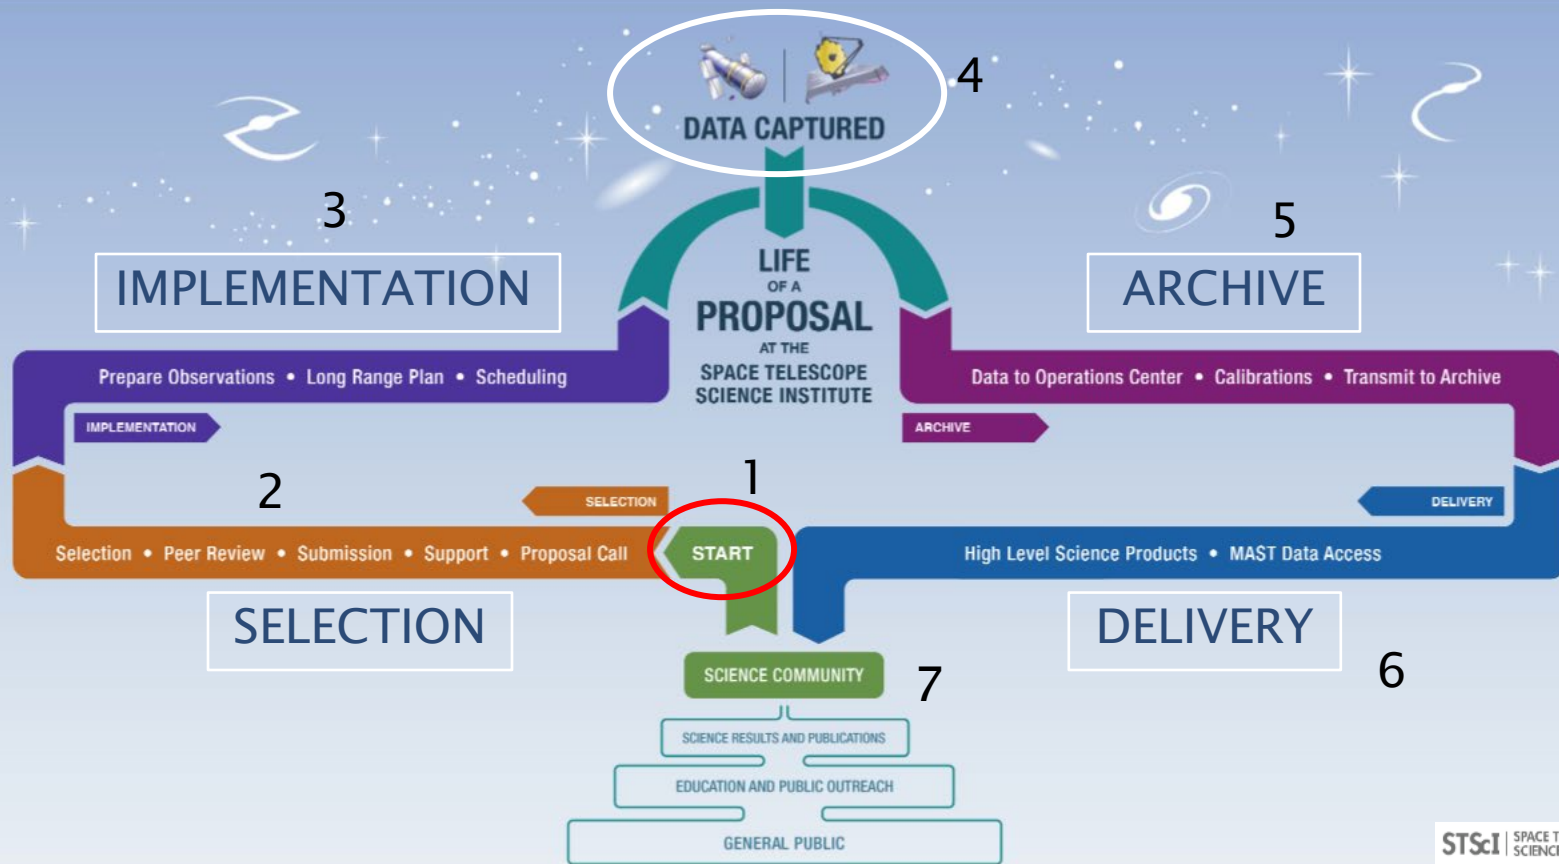 4
DATA CAPTURED
3
5
IMPLEMENTATION
ARCHIVE
LIFE
OF A
PROPOSAL
AT THE
SPACE TELESCOPE
SCIENCE INSTITUTE
Prepare Observations • Long Range Plan • Scheduling
Data to Operations Center • Calibrations • Transmit to Archive
IMPLEMENTATION
ARCHIVE
2
1
SELECTION
DELIVERY
Selection • Peer Review • Submission • Support • Proposal Call
START
High Level Science Products • MAST Data Access
SELECTION
DELIVERY
6
SCIENCE COMMUNITY
7
SCIENCE RESULTS AND PUBLICATIONS
EDUCATION AND PUBLIC OUTREACH
GENERAL PUBLIC
STScI | SPACE T
SCIENC